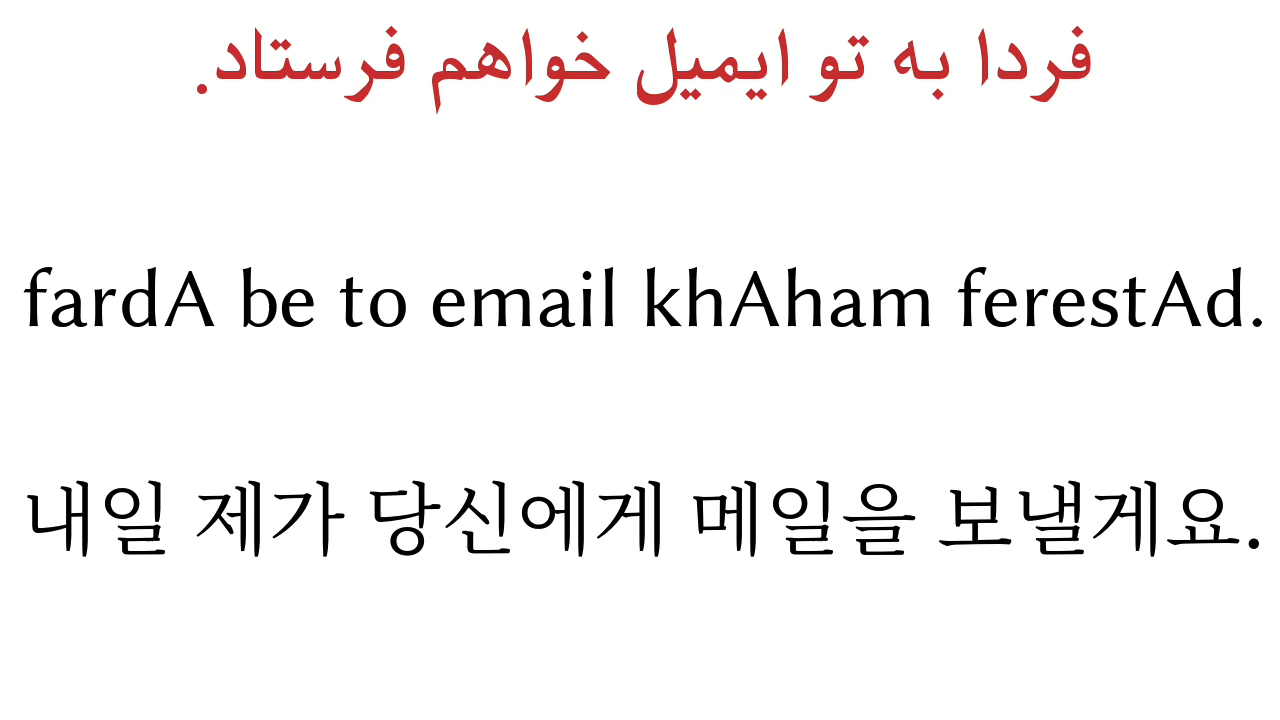 فردا به تو ایمیل خواهم فرستاد.
fardA be to email khAham ferestAd.
내일 제가 당신에게 메일을 보낼게요.